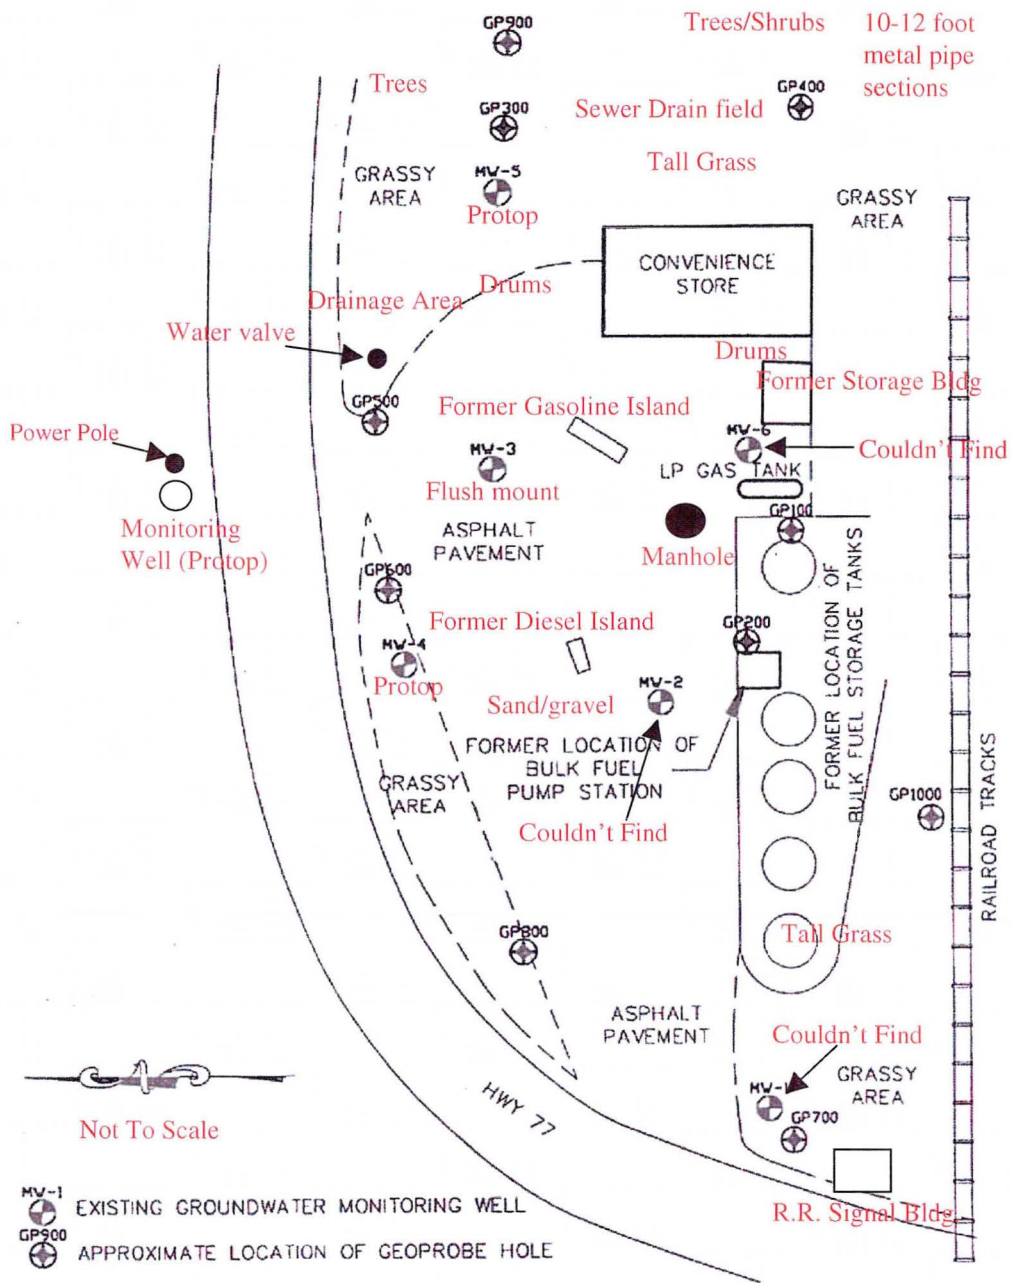 GP900
Trees/Shrubs
10-12 foot
metal pipe
sections
Trees
GP300
Sewer Drain field
GP400
Tall Grass
GRASSY
AREA
MW-5
Protop
GRASSY
AREA
CONVENIENCE
STORE
Drums
Drainage Area
Water valve
Drums
Former Storage Bldg
GP500
Former Gasoline Island
Power Pole
MW-3
Flush mount
MW-6
Couldn't Find
LP GAS TANK
Monitoring
Well (Protop)
ASPHALT
PAVEMENT
Manhole
GP100
FORMER LOCATION OF
BULK FUEL STORAGE TANKS
GP600
Former Diesel Island
GP200
MW-4
Protop
Sand/gravel
MW-2
FORMER LOCATION OF
BULK FUEL
PUMP STATION
GRASSY
AREA
Couldn't Find
GP1000
RAILROAD TRACKS
GP800
Tall Grass
ASPHALT
PAVEMENT
Couldn't Find
GRASSY
AREA
MW-1
GP700
HWY 77
Not To Scale
R.R. Signal Bldg
MW-1
EXISTING GROUNDWATER MONITORING WELL
GP900
APPROXIMATE LOCATION OF GEOPROBE HOLE